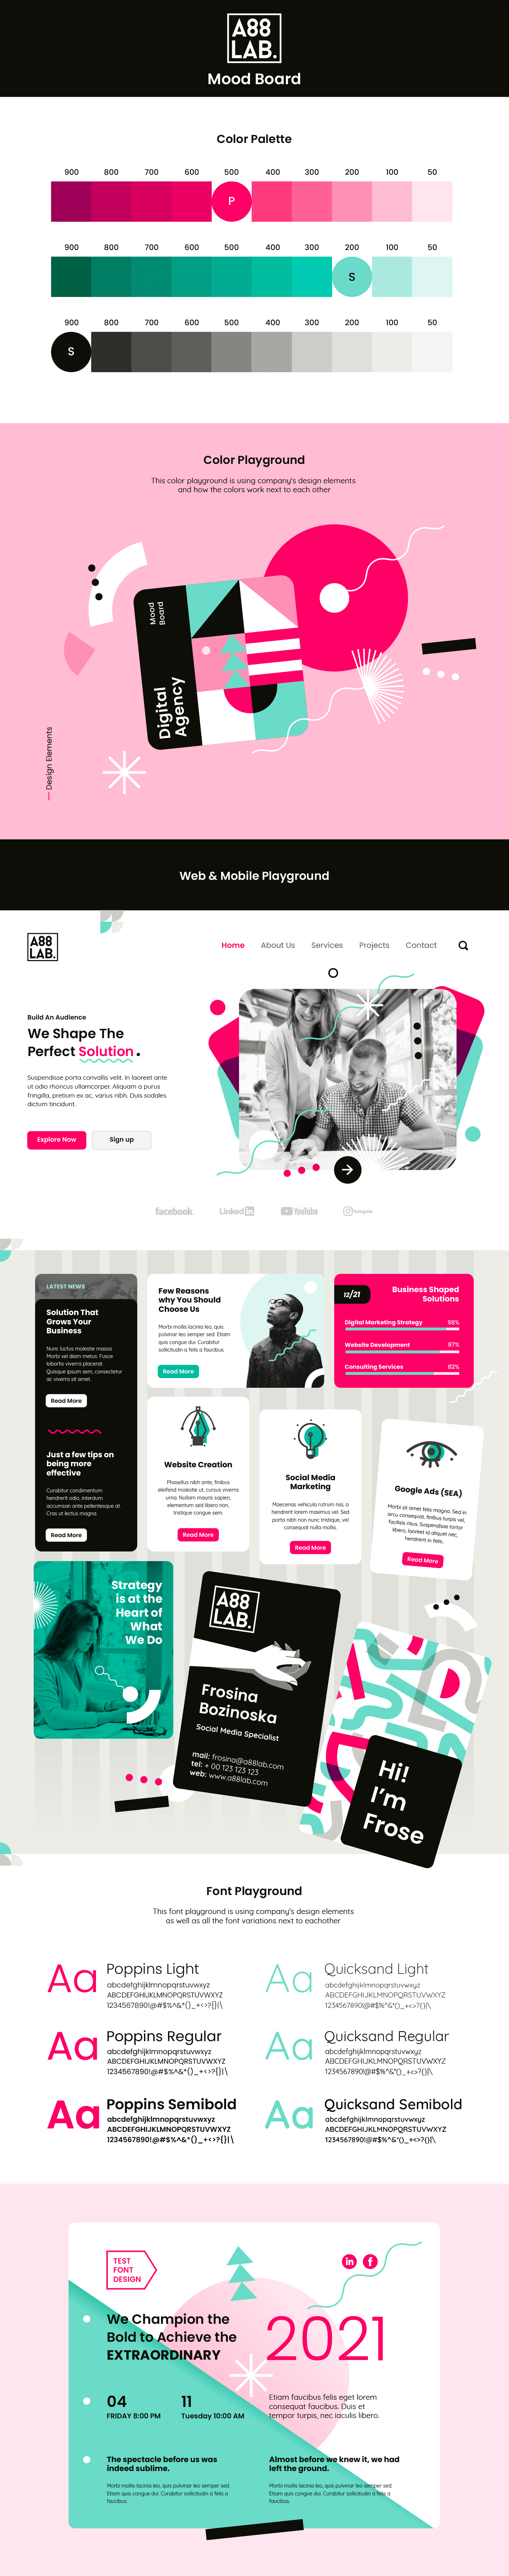 A88
LAB.
Mood Board
Color Palette
900 800 700 600 500 400 300 200 100 50
P
900 800 700 600 500 400 300 200 100 50
S
900 800 700 600 500 400 300 200 100 50
S
Color Playground
This color playground is using company's design elements
and how the colors work next to each other
Mood
Board
Digital
Agency
Design Elements
Web & Mobile Playground
A88
LAB.
Home About Us Services Projects Contact
Build An Audience
We Shape The
Perfect Solution.
Suspendisse porta convallis velit. In laoreet ante
ut odio rhoncus ullamcorper. Aliquam a purus
fringilla, pretium ex ac, varius nibh. Duis sodales
dictum tincidunt.
Explore Now Sign up
facebook Linked in YouTube Instagram
LATEST NEWS
Solution That
Grows Your
Business
Nunc luctus molestie massa.
Morbi vel diam metus. Fusce
lobortis viverra placerat.
Quisque ipsum sem, consectetur
ac viverra sit amet.
Read More
Just a few tips on
being more
effective
Curabitur condimentum
hendrerit odio, interdum
accumsan ante pellentesque at.
Cras ut lectus magna.
Read More
Few Reasons
why You Should
Choose Us
Morbi mollis lacinia leo, quis
pulvinar leo semper sed. Etiam
quis congue dui. Curabitur
sollicitudin a felis a faucibus.
Read More
12/21
Business Shaped
Solutions
Digital Marketing Strategy 98%
Website Development 87%
Consulting Services 82%
Website Creation
Phasellus nibh ante, finibus
eleifend molestie ut, cursus viverra
urna. Nullam mauris sapien,
elementum sed libero non,
tristique congue sem.
Read More
Social Media
Marketing
Maecenas vehicula rutrum nisi, a
hendrerit lorem maximus vel. Sed
porta nibh non nunc tristique, vel
consequat nulla mollis.
Read More
Google Ads (SEA)
Morbi sit amet felis magna. Sed in
arcu consequat, finibus turpis vel,
facilisis risus. Suspendisse tortor
libero, laoreet id aliquet nec,
hendrerit in felis.
Read More
Strategy
is at the
Heart of
What
We Do
A88
LAB.
Frosina
Bozinoska
Social Media Specialist
mail: frosina@a88lab.com
tel: + 00 123 123 123
web: www.a88lab.com
Hi!
I'm
Frose
Font Playground
This font playground is using company's design elements
as well as all the font variations next to eachother
Aa Poppins Light
abcdefghijklmnopqrstuvwxyz
ABCDEFGHIJKLMNOPQRSTUVWXYZ
1234567890!@#$%^&*()_+<>?{}|\
Aa Quicksand Light
abcdefghijklmnopqrstuvwxyz
ABCDEFGHIJKLMNOPQRSTUVWXYZ
1234567890!@#$%^&*()_+<>?{}|\
Aa Poppins Regular
abcdefghijklmnopqrstuvwxyz
ABCDEFGHIJKLMNOPQRSTUVWXYZ
1234567890!@#$%^&*()_+<>?{}|\
Aa Quicksand Regular
abcdefghijklmnopqrstuvwxyz
ABCDEFGHIJKLMNOPQRSTUVWXYZ
1234567890!@#$%^&*()_+<>?{}|\
Aa Poppins Semibold
abcdefghijklmnopqrstuvwxyz
ABCDEFGHIJKLMNOPQRSTUVWXYZ
1234567890!@#$%^&*()_+<>?{}|\
Aa Quicksand Semibold
abcdefghijklmnopqrstuvwxyz
ABCDEFGHIJKLMNOPQRSTUVWXYZ
1234567890!@#$%^&*()_+<>?{}|\
TEST
FONT
DESIGN
in f
We Champion the
Bold to Achieve the
EXTRAORDINARY
2021
04
FRIDAY 8:00 PM
11
Tuesday 10:00 AM
Etiam faucibus felis eget lorem
consequat faucibus. Duis et
tempor turpis, nec iaculis libero.
The spectacle before us was
indeed sublime.
Morbi mollis lacinia leo, quis pulvinar leo semper sed.
Etiam quis congue dui. Curabitur sollicitudin a felis a
faucibus.
Almost before we knew it, we had
left the ground.
Morbi mollis lacinia leo, quis pulvinar leo semper sed.
Etiam quis congue dui. Curabitur sollicitudin a felis a
faucibus.